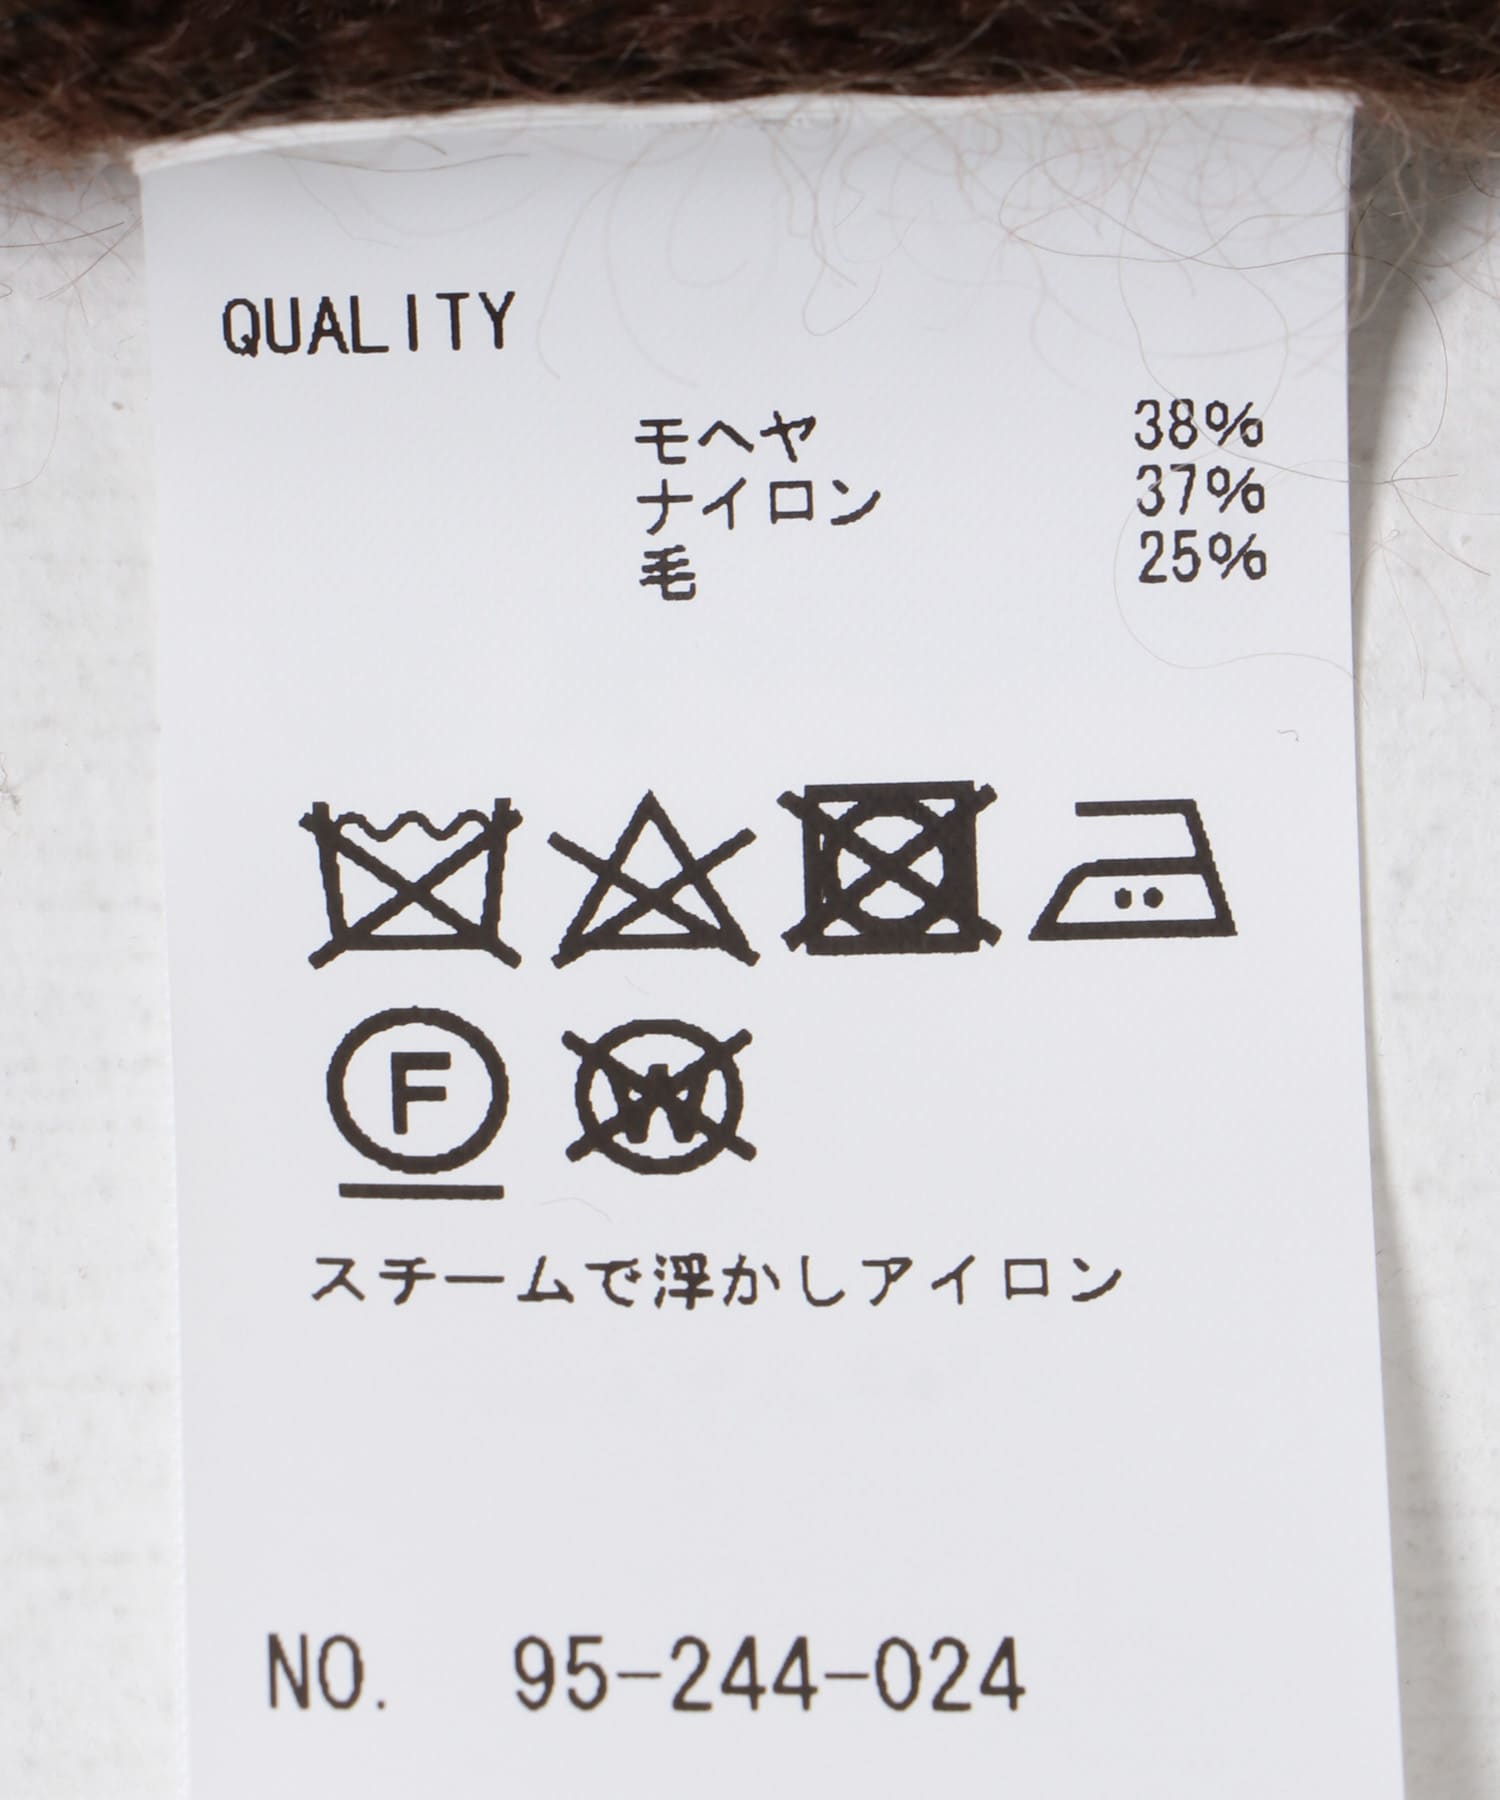 QUALITY
モヘヤ 38%
ナイロン 37%
毛 25%
F W
スチームで浮かしアイロン
NO. 95-244-024